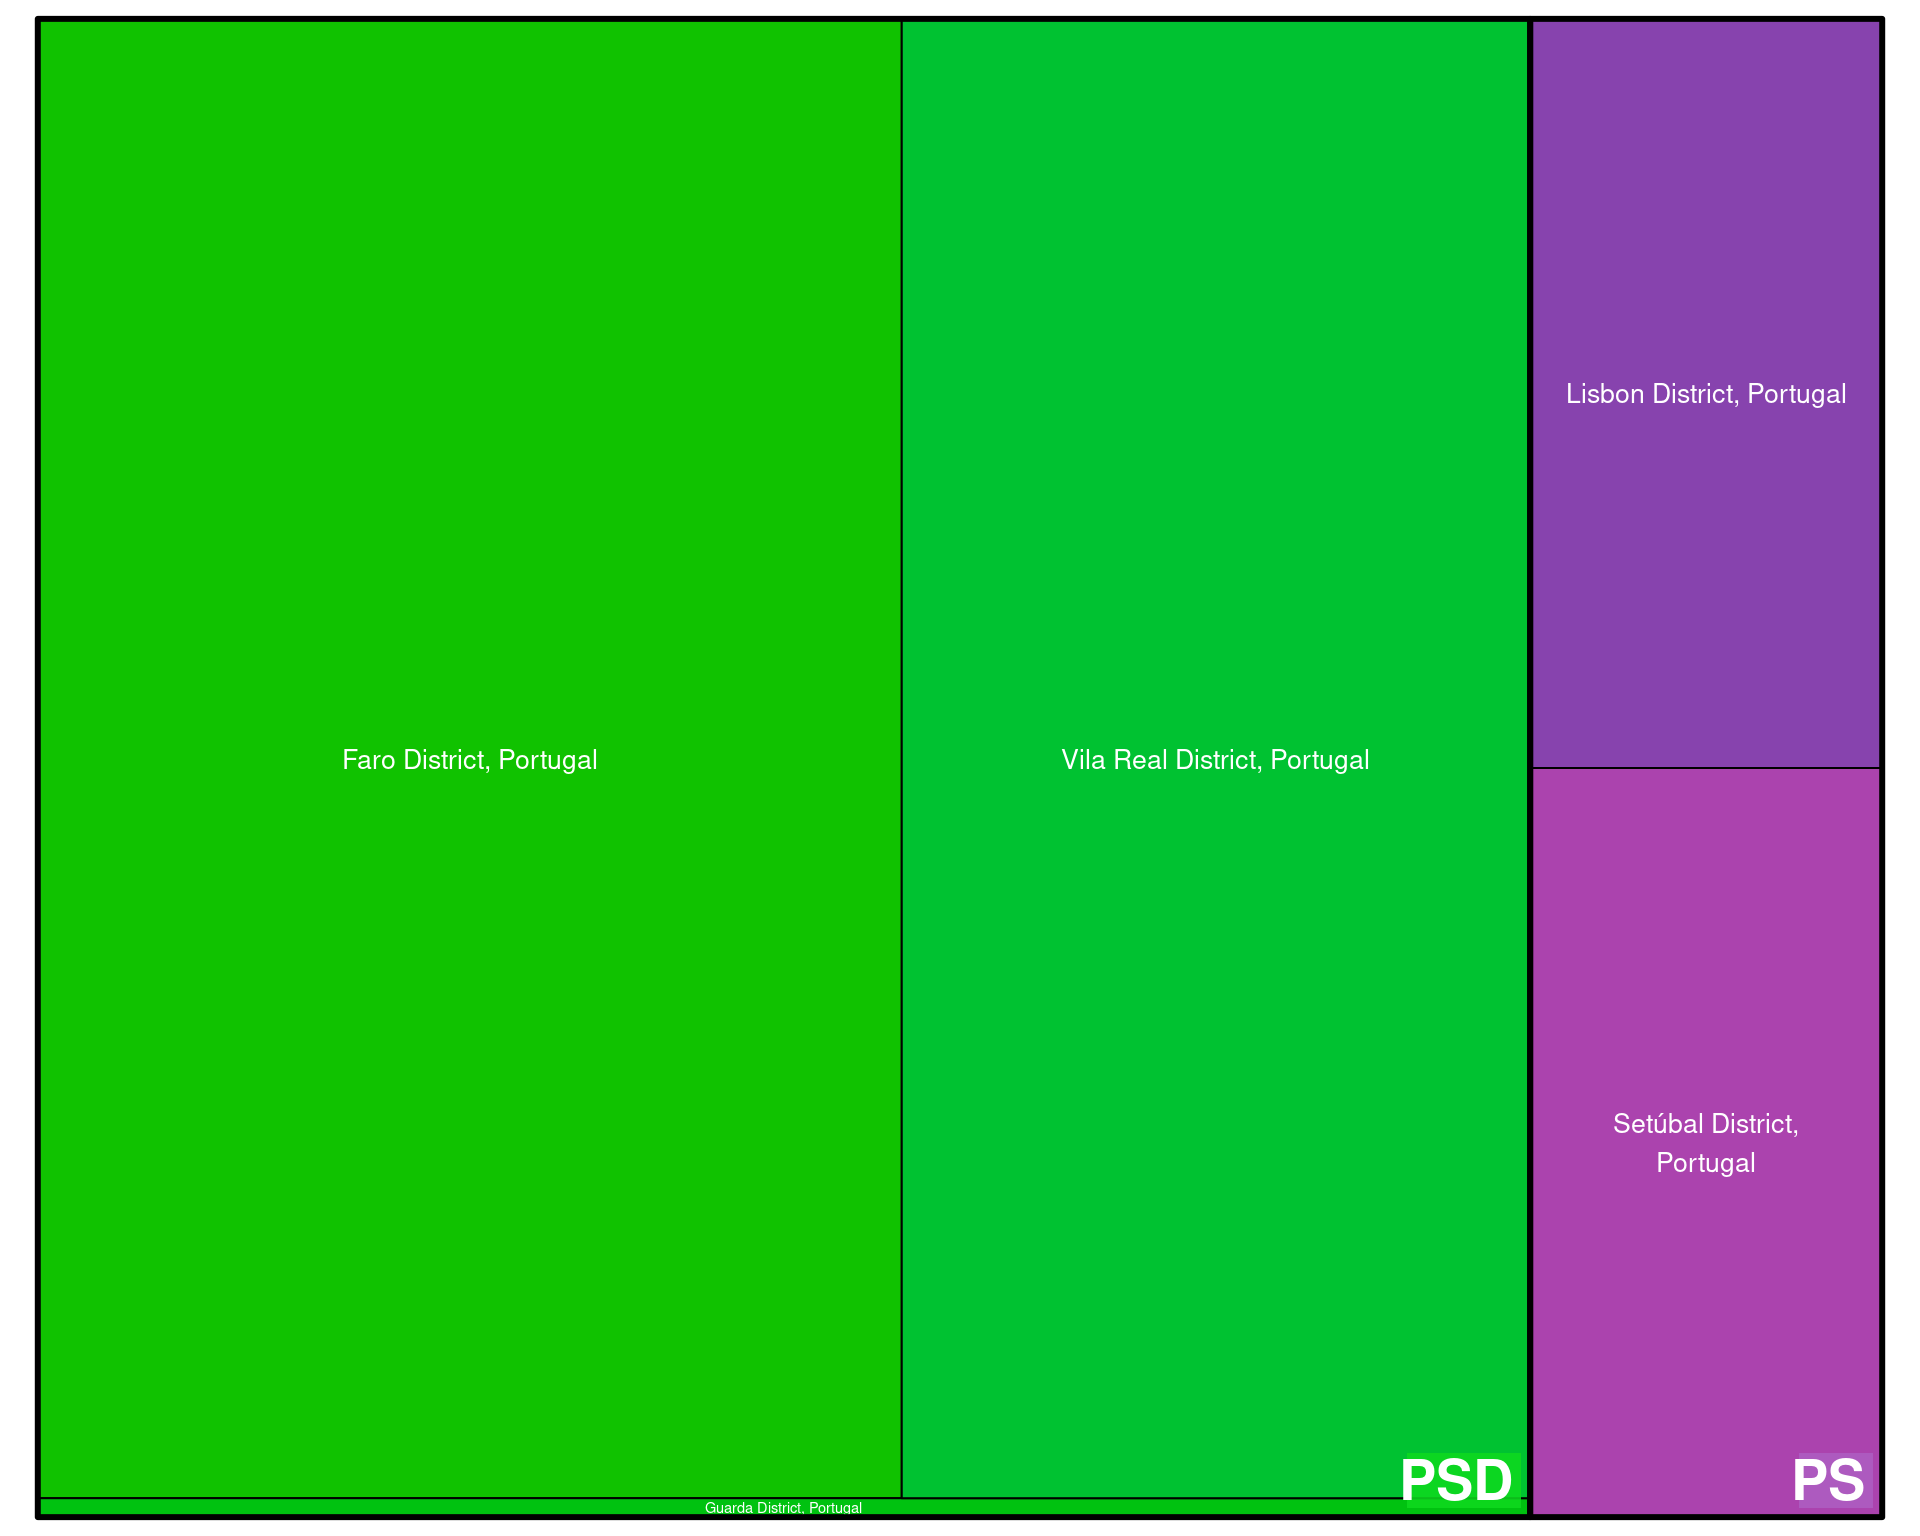 Lisbon District, Portugal
Faro District, Portugal
Vila Real District, Portugal
Setúbal District,
Portugal
PSD
PS
Guarda District, Portugal